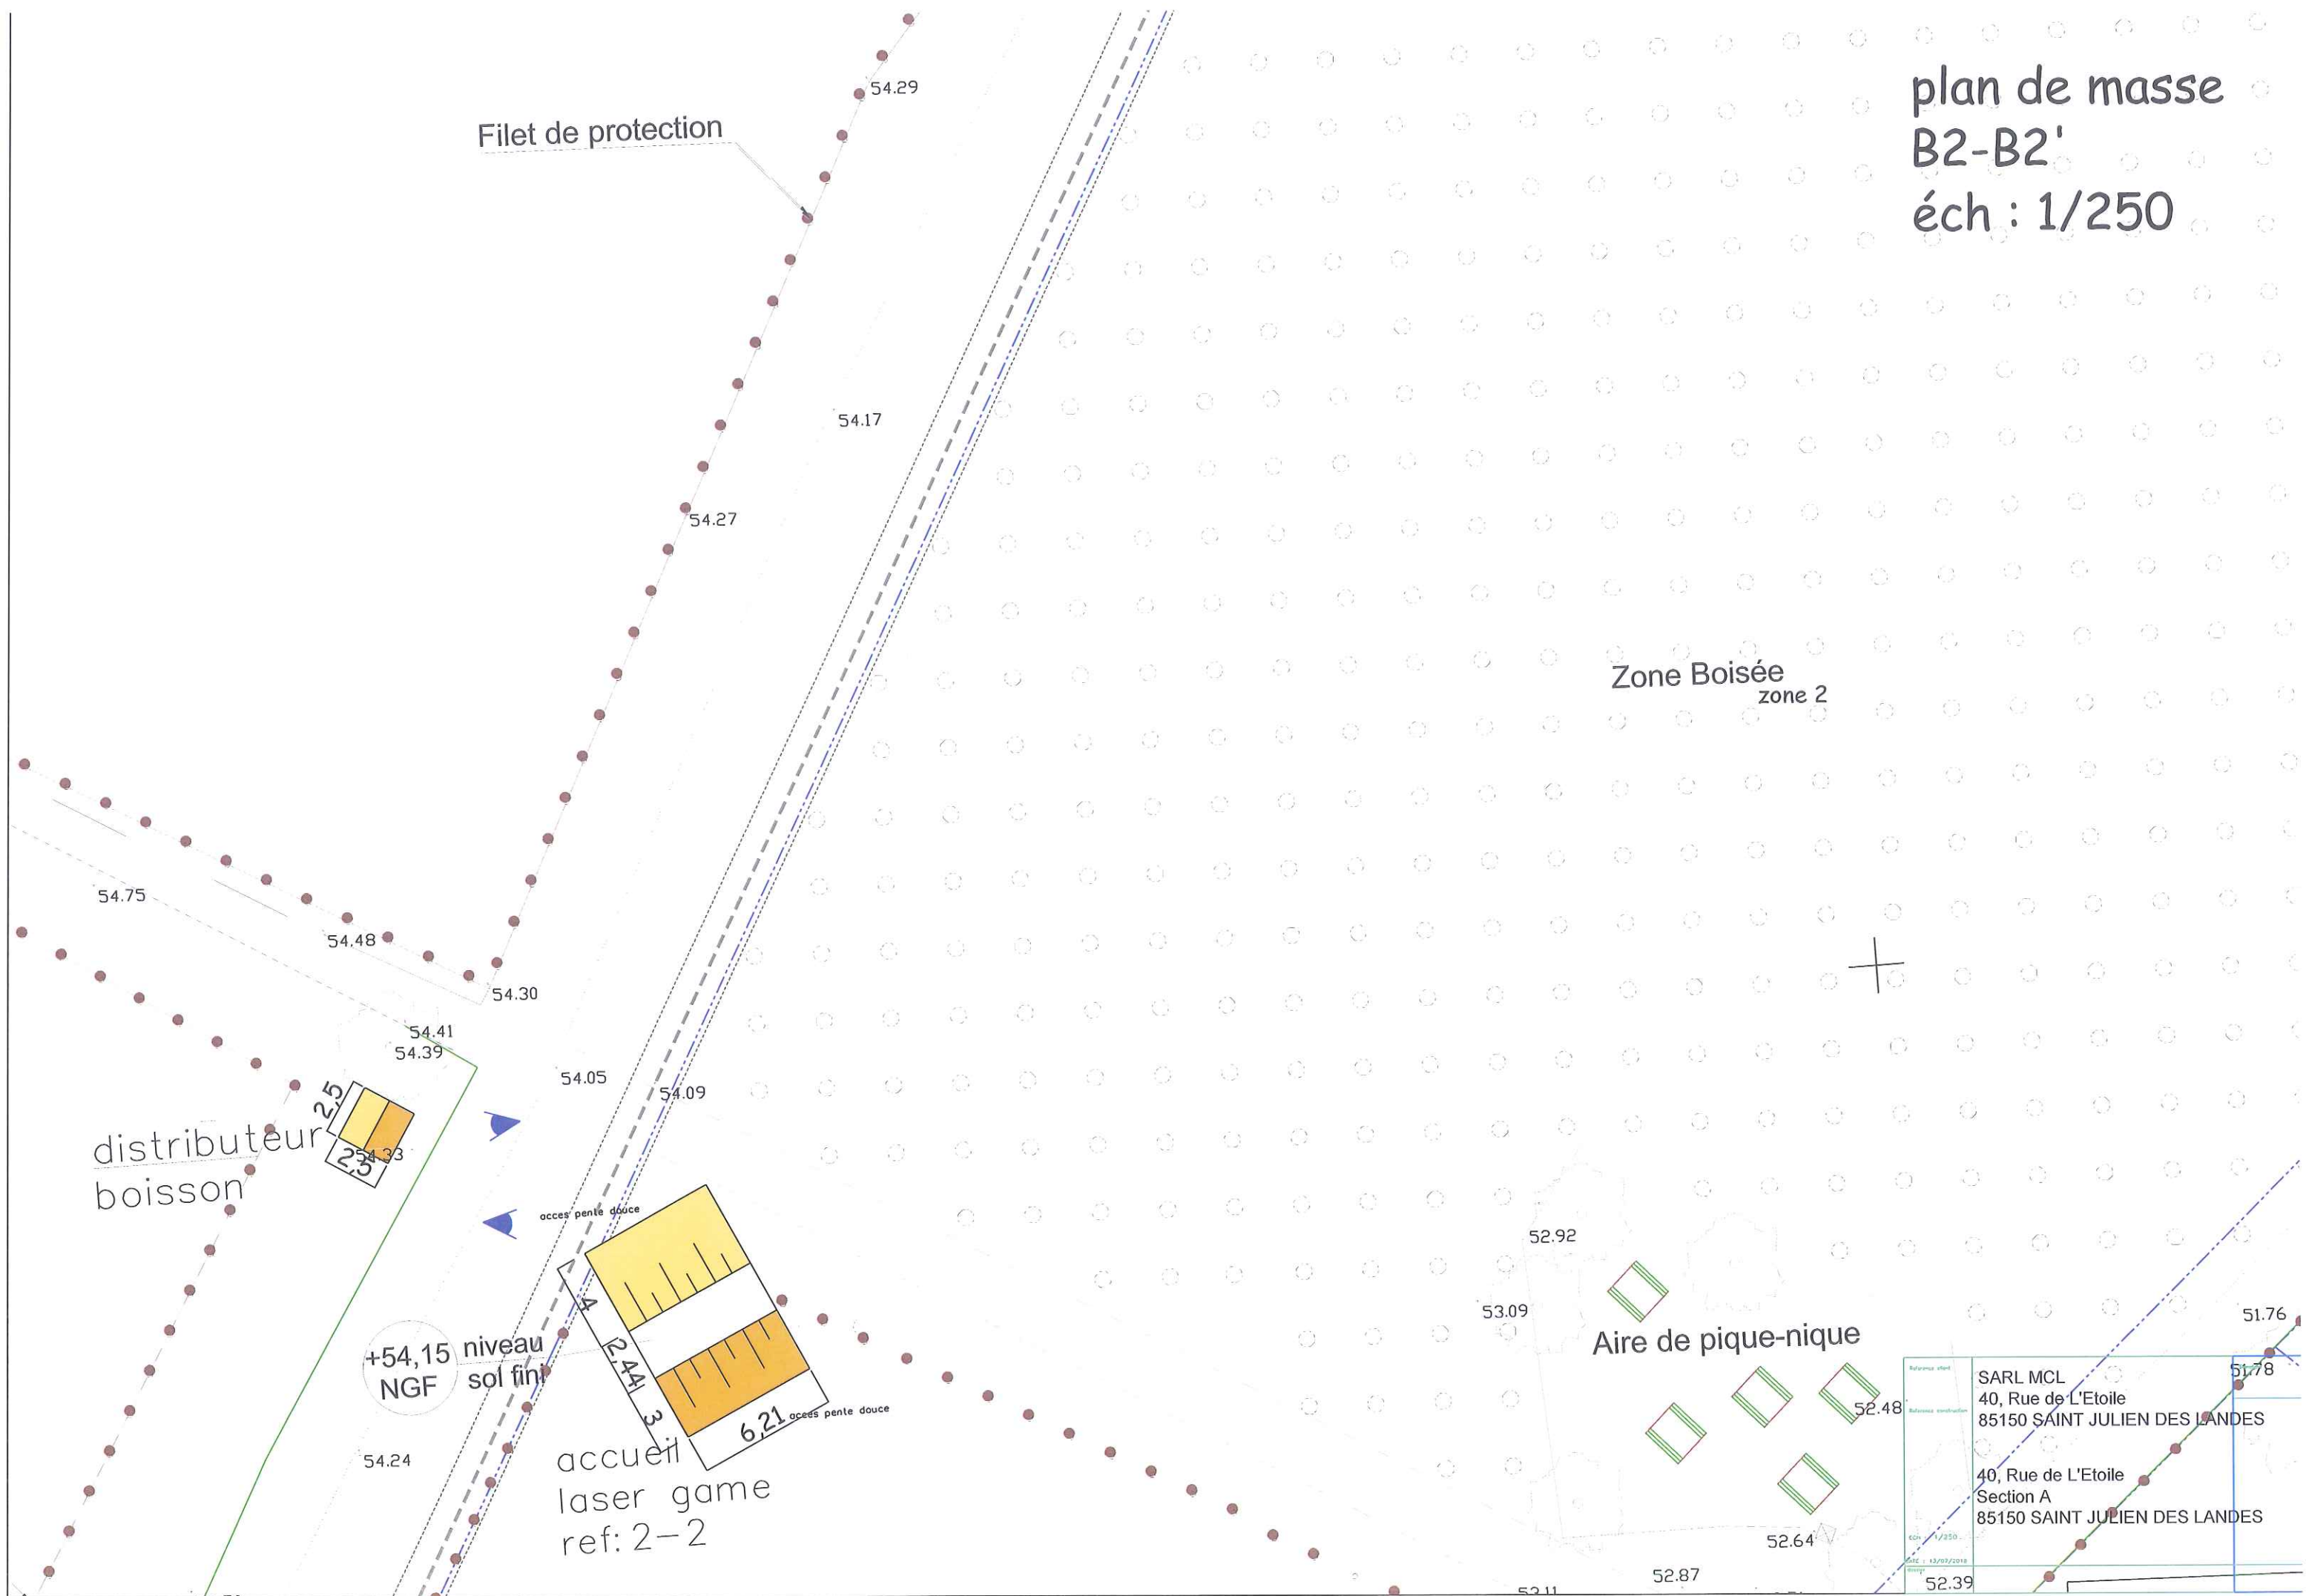 plan de masse
B2-B2'
éch : 1/250
Filet de protection
54.29
54.17
54.27
Zone Boisée
zone 2
54.75
54.48
54.30
54.41
54.39
54.05
54.09
2,5
distributeur
boisson
54.33
2,5
acces pente douce
4
2,44
3
6,21
acces pente douce
+54,15
NGF
niveau
sol fini
54.24
accueil
laser game
ref: 2-2
52.92
53.09
Aire de pique-nique
52.48
52.64
52.87
52.39
51.76
51.78
SARL MCL
40, Rue de L'Etoile
85150 SAINT JULIEN DES LANDES
40, Rue de L'Etoile
Section A
85150 SAINT JULIEN DES LANDES
ECH : 1/250